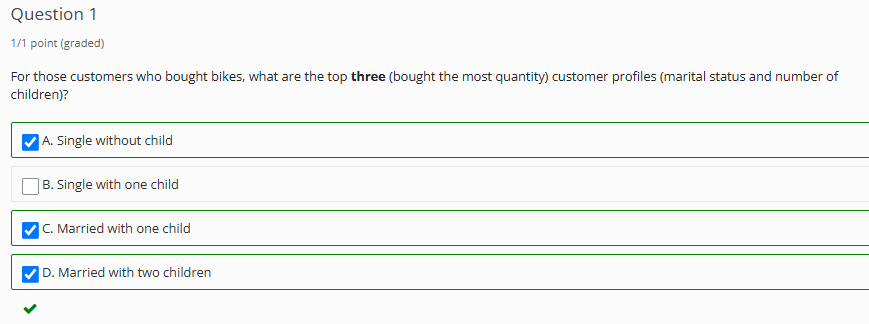 Question 1
1/1 point (graded)
For those customers who bought bikes, what are the top three (bought the most quantity) customer profiles (marital status and number of
children)?
A. Single without child
B. Single with one child
C. Married with one child
D. Married with two children